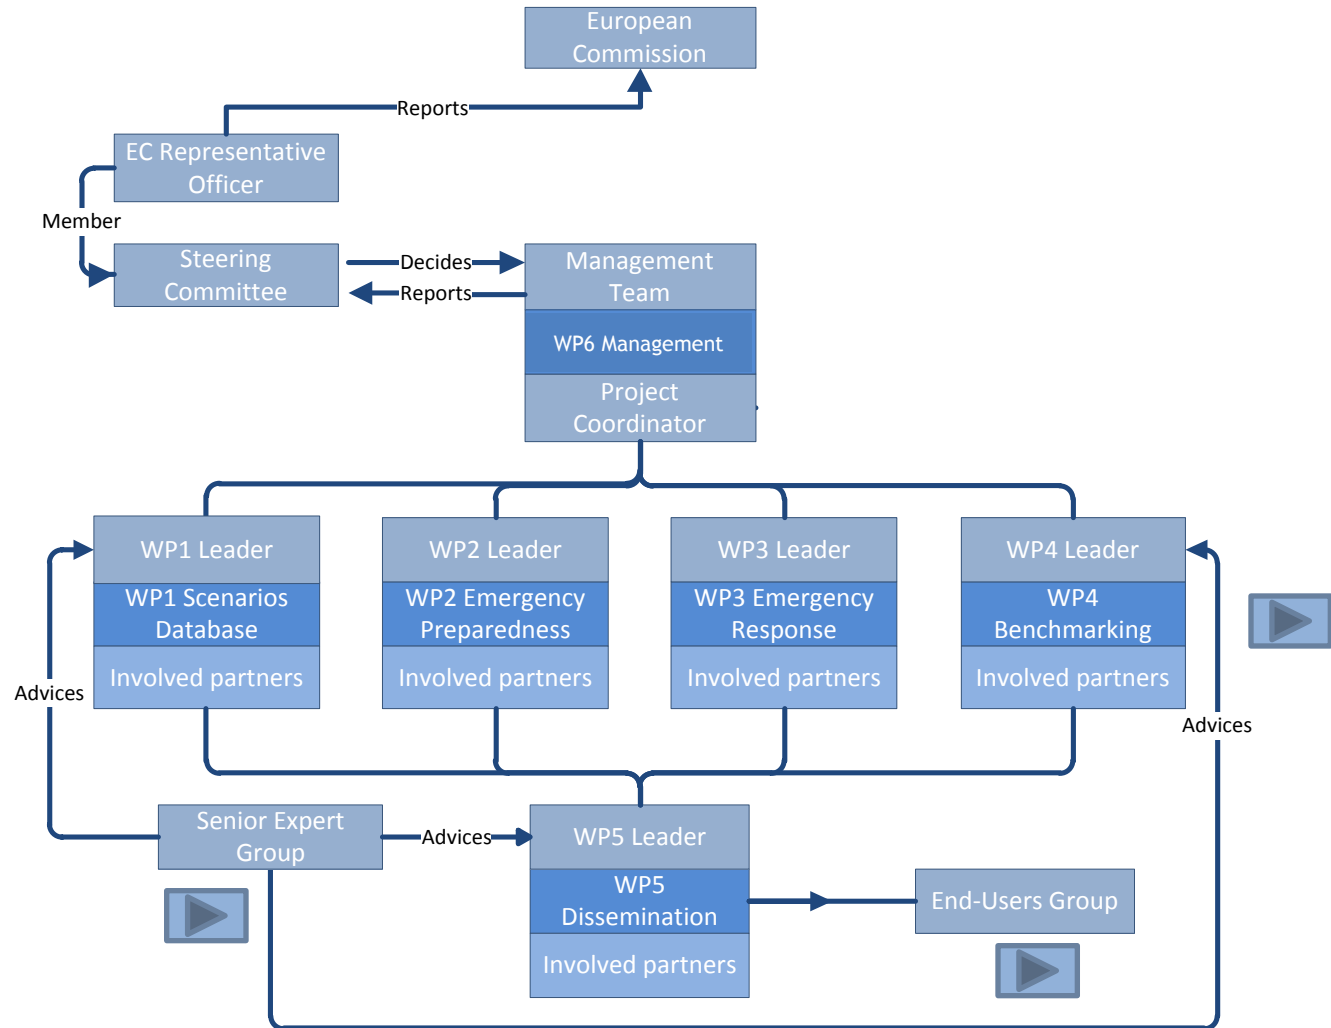 European
Commission
Reports
EC Representative
Officer
Member
Steering
Committee
Decides
Reports
Management
Team
WP6 Management
Project
Coordinator
WP1 Leader
WP1 Scenarios
Database
Involved partners
WP2 Leader
WP2 Emergency
Preparedness
Involved partners
WP3 Leader
WP3 Emergency
Response
Involved partners
WP4 Leader
WP4
Benchmarking
Involved partners
Advices
Advices
Senior Expert
Group
Advices
WP5 Leader
WP5
Dissemination
Involved partners
End-Users Group